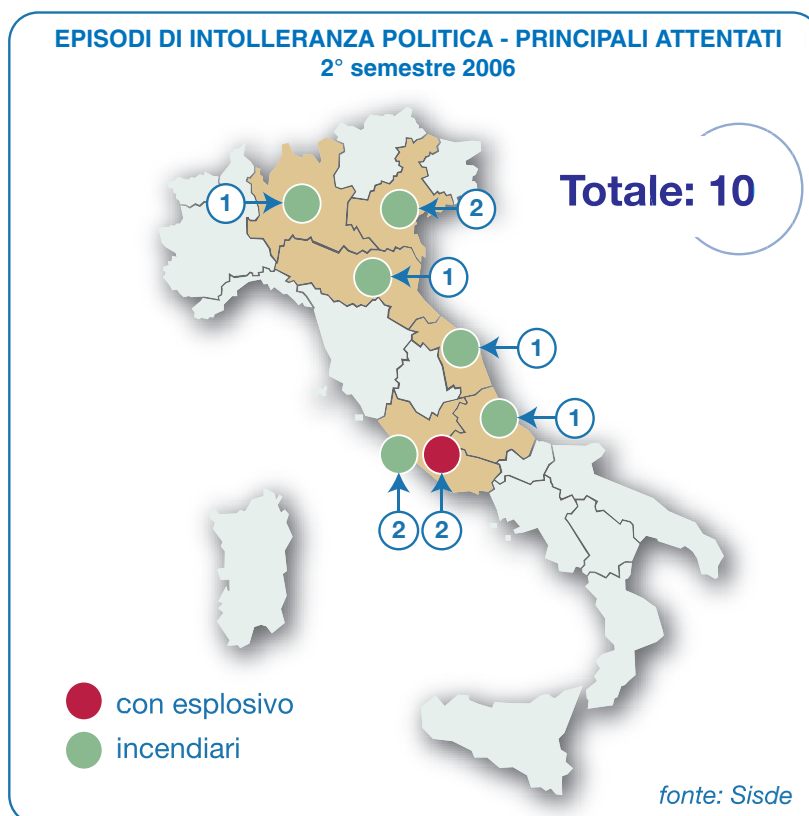 EPISODI DI INTOLLERANZA POLITICA - PRINCIPALI ATTENTATI
2° semestre 2006
Totale: 10
1
2
1
1
1
2
2
con esplosivo
incendiari
fonte: Sisde